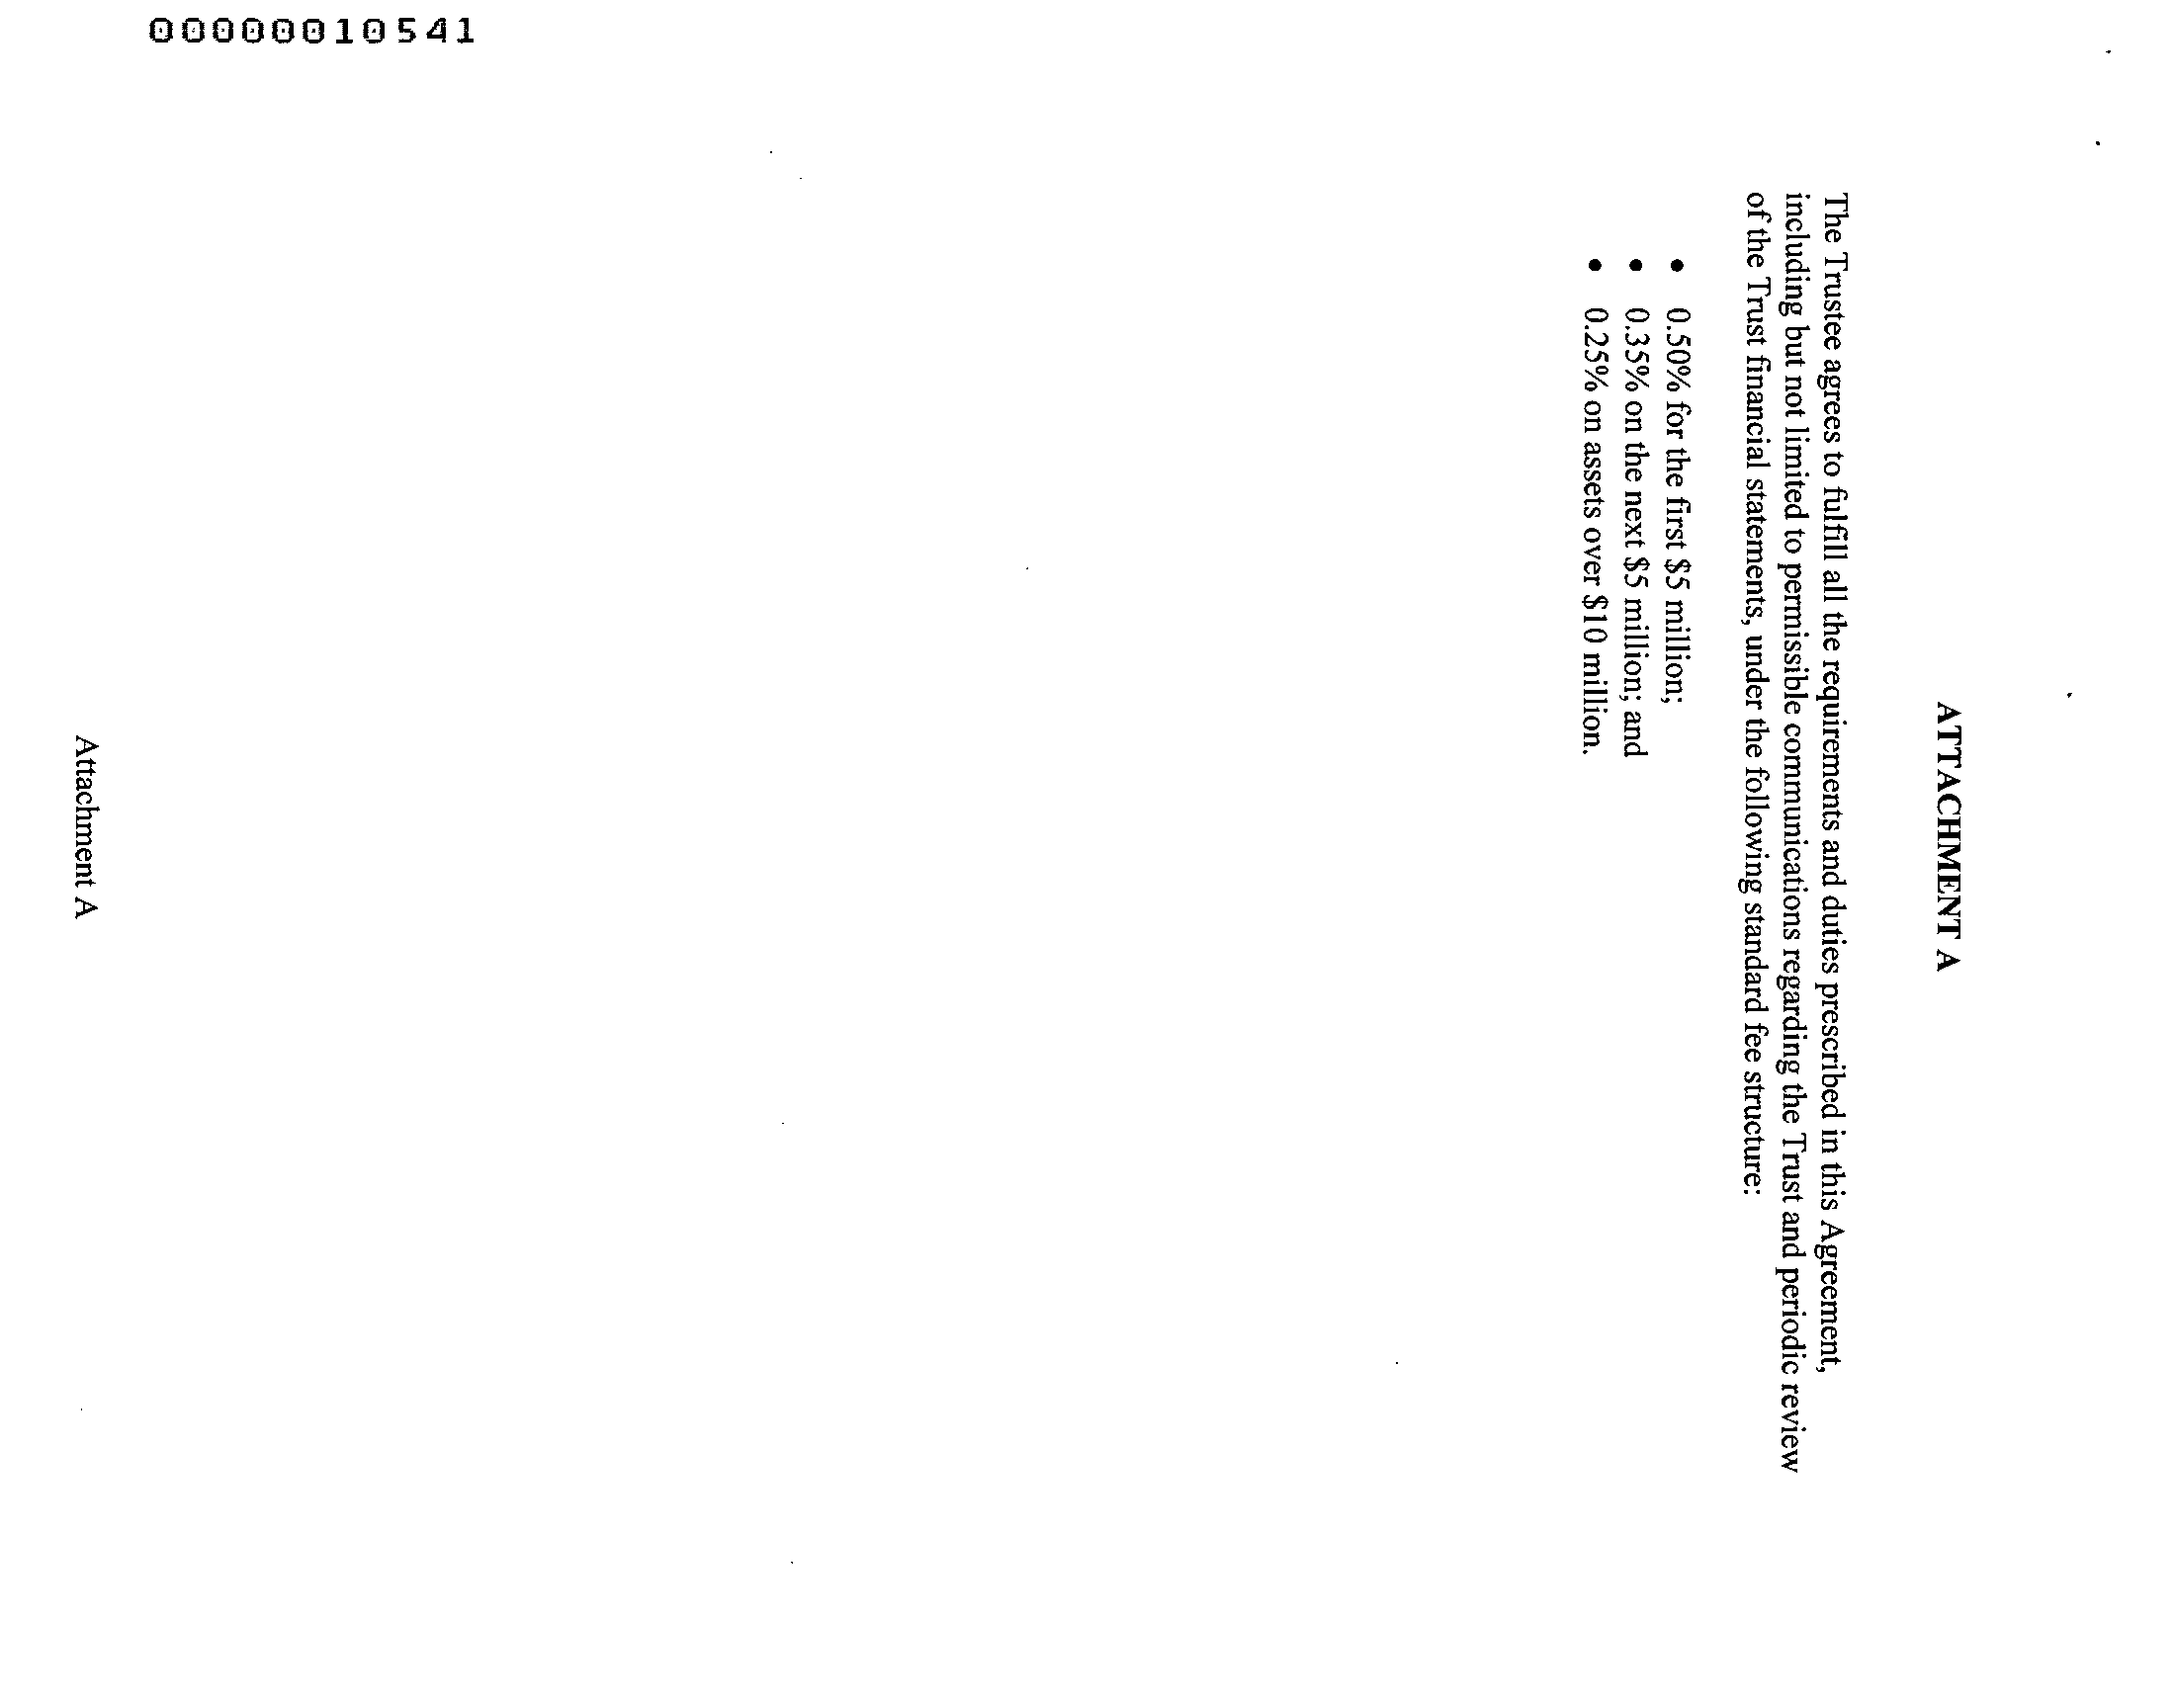 ATTACHMENT A
The Trustee agrees to fulfill all the requirements and duties prescribed in this Agreement,
including but not limited to permissible communications regarding the Trust and periodic review
of the Trust financial statements, under the following standard fee structure:
• 0.50% for the first $5 million;
• 0.35% on the next $5 million; and
• 0.25% on assets over $10 million.
Attachment A
00000010541